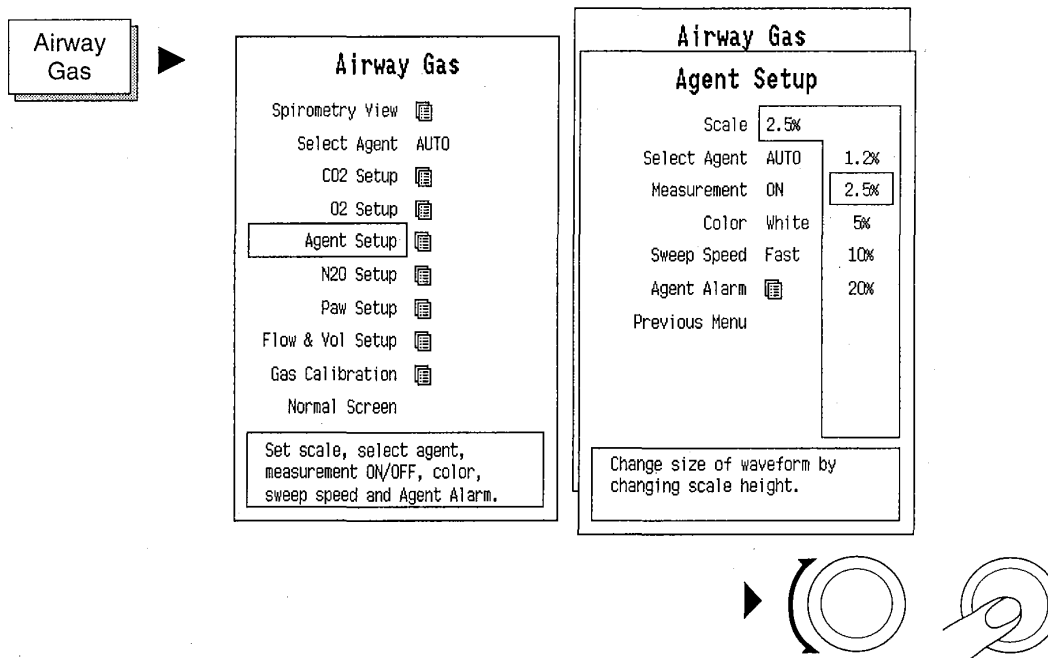 Airway
Gas
Airway Gas
Spirometry View
Select Agent AUTO
CO2 Setup
O2 Setup
Agent Setup
N2O Setup
Paw Setup
Flow & Vol Setup
Gas Calibration
Normal Screen
Set scale, select agent,
measurement ON/OFF, color,
sweep speed and Agent Alarm.
Airway Gas
Agent Setup
Scale 2.5%
Select Agent AUTO 1.2%
Measurement ON 2.5%
Color White 5%
Sweep Speed Fast 10%
Agent Alarm 20%
Previous Menu
Change size of waveform by
changing scale height.